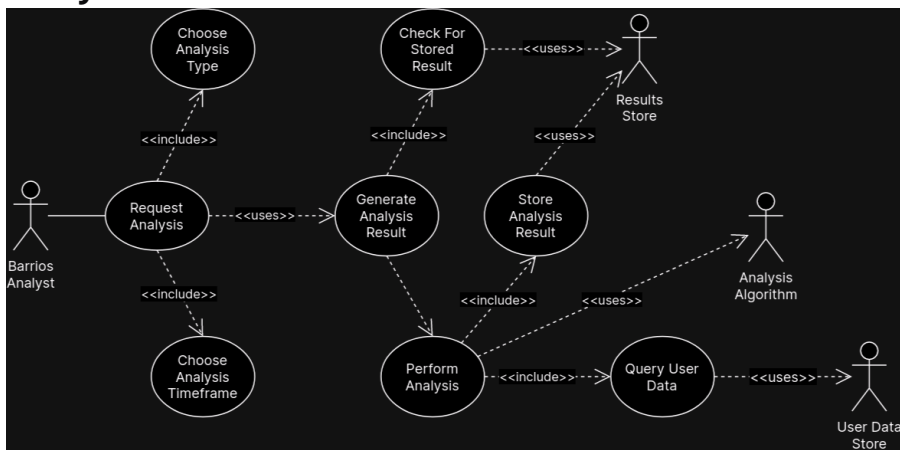 Choose
Analysis
Type
Check For
Stored
Result
<<uses>>
Results
Store
<<include>>
<<include>>
<<uses>>
Barrios
Analyst
Request
Analysis
<<uses>>
Generate
Analysis
Result
Store
Analysis
Result
Analysis
Algorithm
<<include>>
<<include>>
<<uses>>
Choose
Analysis
Timeframe
Perform
Analysis
<<include>>
Query User
Data
<<uses>>
User Data
Store